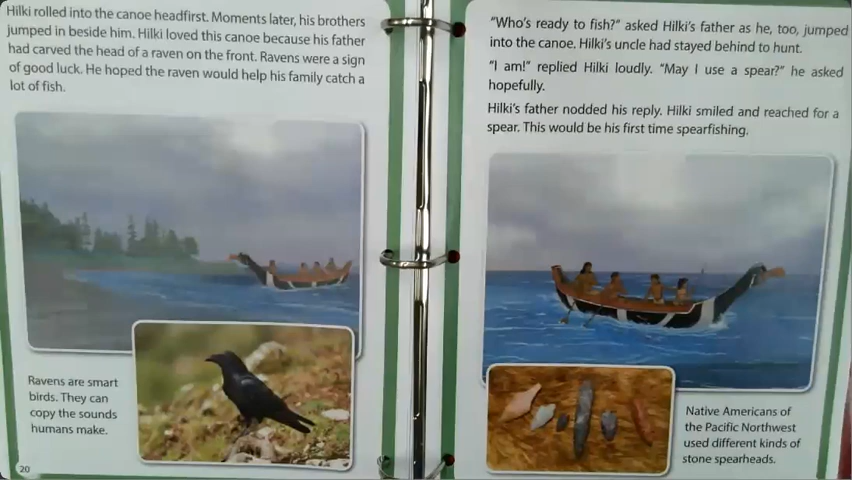 Hilki rolled into the canoe headfirst. Moments later, his brothers
jumped in beside him. Hilki loved this canoe because his father
had carved the head of a raven on the front. Ravens were a sign
of good luck. He hoped the raven would help his family catch a
lot of fish.
Ravens are smart
birds. They can
copy the sounds
humans make.
20
"Who's ready to fish?" asked Hilki's father as he, too, jumped
into the canoe. Hilki's uncle had stayed behind to hunt.
"I am!" replied Hilki loudly. "May I use a spear?" he asked
hopefully.
Hilki's father nodded his reply. Hilki smiled and reached for a
spear. This would be his first time spearfishing.
Native Americans of
the Pacific Northwest
used different kinds of
stone spearheads.